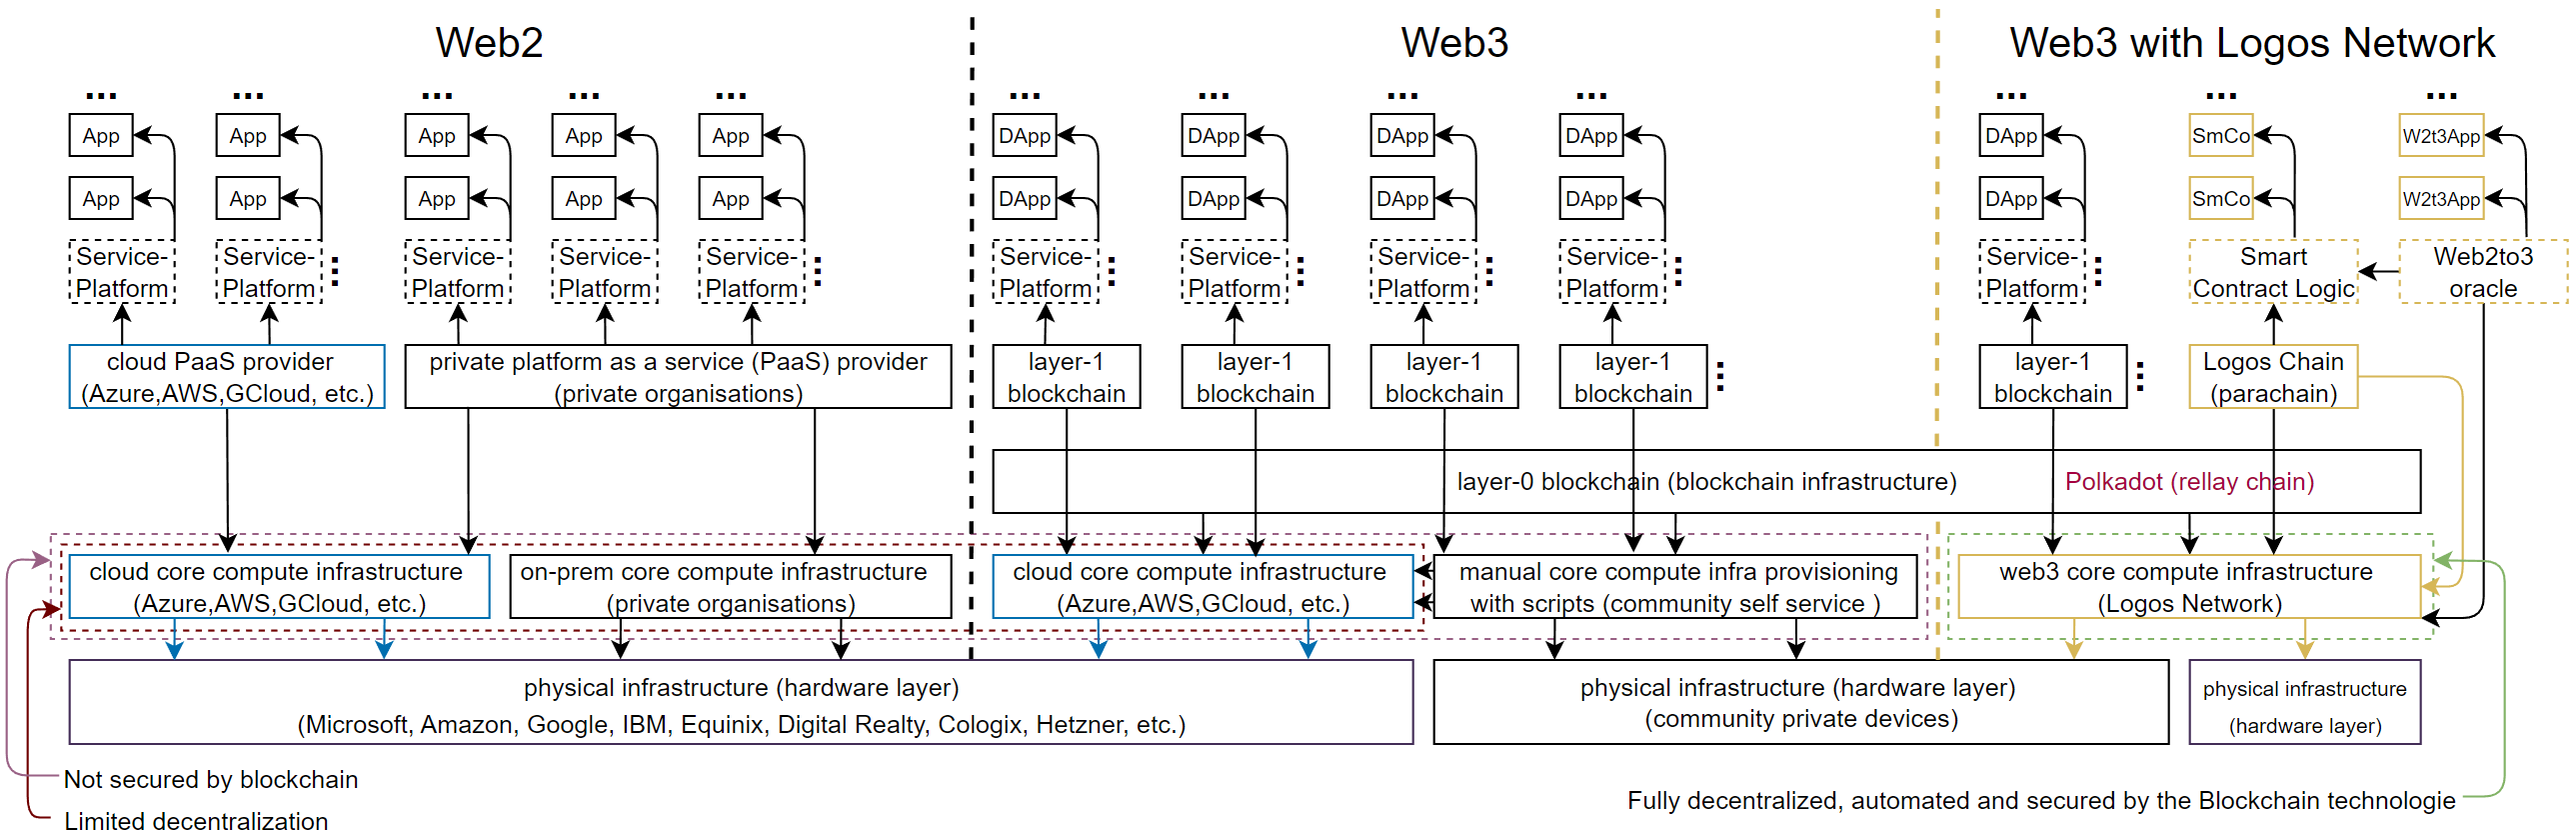 Web2
Web3
Web3 with Logos Network
... ... ... ... ... ... ... ... ... ... ... ...
App App App App App DApp DApp DApp DApp DApp SmCo W2t3App
App App App App App DApp DApp DApp DApp DApp SmCo W2t3App
Service-
Platform
Service-
Platform
Service-
Platform
Service-
Platform
Service-
Platform
Service-
Platform
Service-
Platform
Service-
Platform
Service-
Platform
Service-
Platform
Smart
Contract Logic
Web2to3
oracle
cloud PaaS provider
(Azure,AWS,GCloud, etc.)
private platform as a service (PaaS) provider
(private organisations)
layer-1
blockchain
layer-1
blockchain
layer-1
blockchain
layer-1
blockchain
layer-1
blockchain
Logos Chain
(parachain)
layer-0 blockchain (blockchain infrastructure)
Polkadot (rellay chain)
cloud core compute infrastructure
(Azure,AWS,GCloud, etc.)
on-prem core compute infrastructure
(private organisations)
cloud core compute infrastructure
(Azure,AWS,GCloud, etc.)
manual core compute infra provisioning
with scripts (community self service )
web3 core compute infrastructure
(Logos Network)
physical infrastructure (hardware layer)
(Microsoft, Amazon, Google, IBM, Equinix, Digital Realty, Cologix, Hetzner, etc.)
physical infrastructure (hardware layer)
(community private devices)
physical infrastructure
(hardware layer)
Not secured by blockchain
Limited decentralization
Fully decentralized, automated and secured by the Blockchain technologie